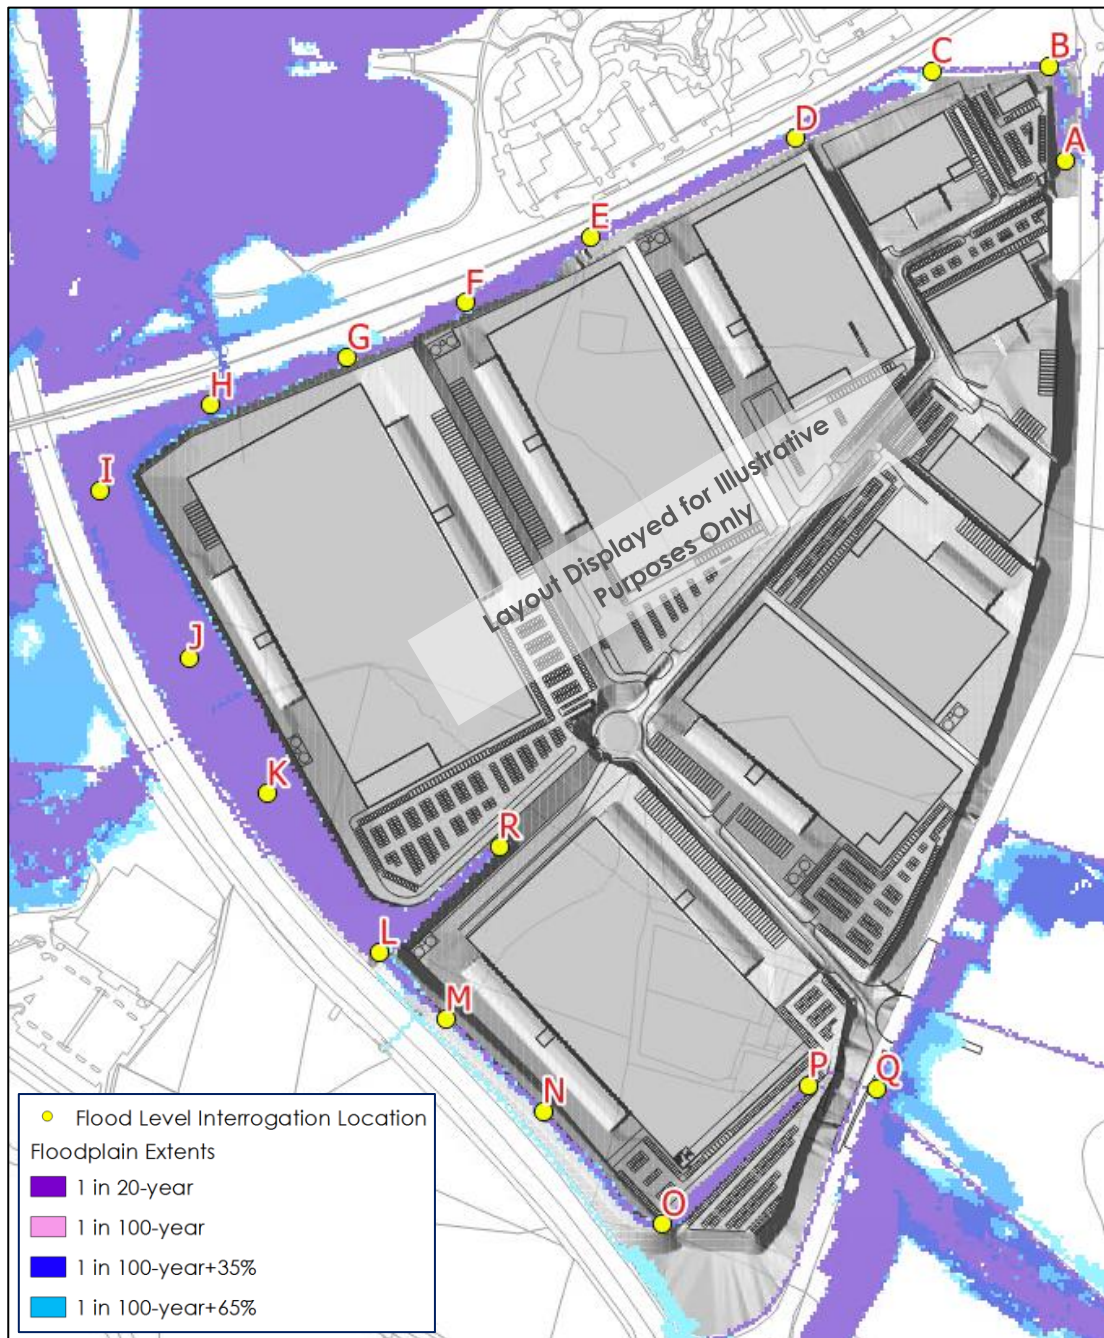 B
C
D
A
E
F
G
H
I
Layout Displayed for Illustrative
Purposes Only
J
K
R
L
M
P
Q
N
O
Flood Level Interrogation Location
Floodplain Extents
1 in 20-year
1 in 100-year
1 in 100-year+35%
1 in 100-year+65%